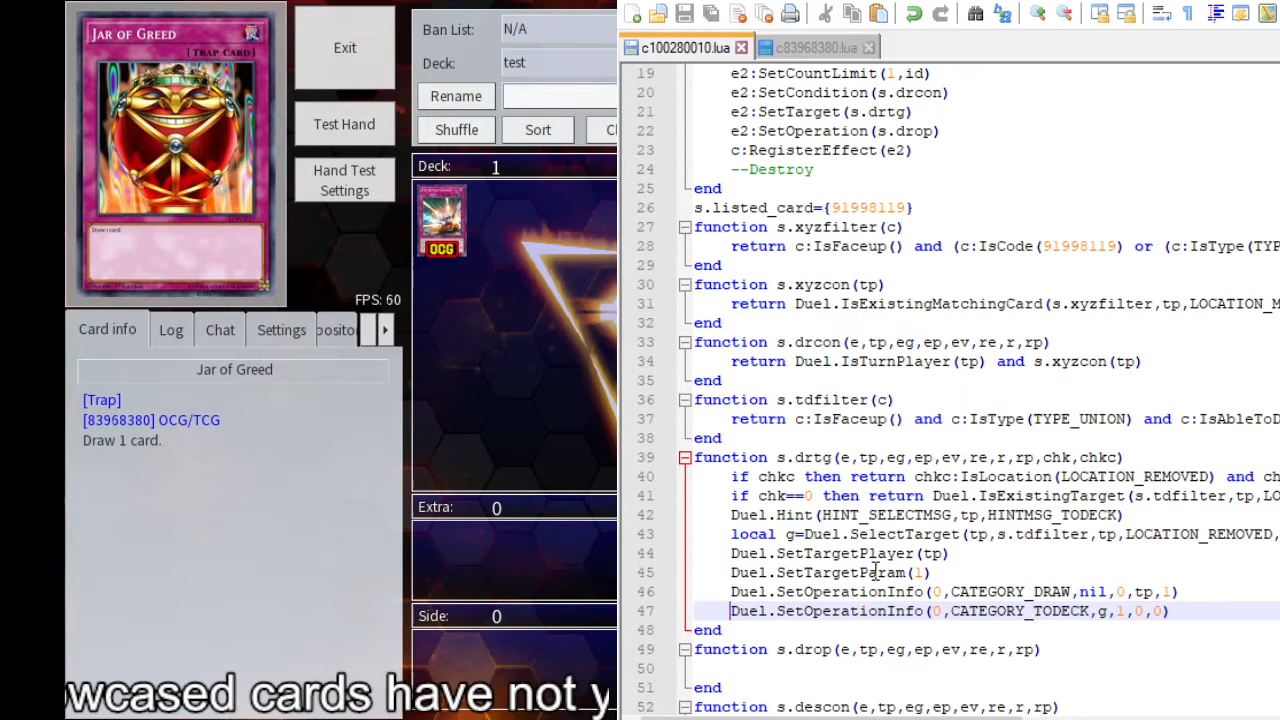 Jar of Greed
[Trap Card]
Draw 1 card.
Exit
Test Hand
Hand Test
Settings
FPS: 60
Ban List:
N/A
Deck:
test
Rename
Shuffle
Sort
Deck: 1
OCG
Extra: 0
Side: 0
Card info
Log
Chat
Settings
Jar of Greed
[Trap]
[83968380] OCG/TCG
Draw 1 card.
owcased cards have not y
c100280010.lua
c83968380.lua
19 e2:SetCountLimit(1,id)
20 e2:SetCondition(s.drcon)
21 e2:SetTarget(s.drtg)
22 e2:SetOperation(s.drop)
23 c:RegisterEffect(e2)
24 --Destroy
25 end
26 s.listed_card={91998119}
27 function s.xyzfilter(c)
28 return c:IsFaceup() and (c:IsCode(91998119) or (c:IsType(TYP
29 end
30 function s.xyzcon(tp)
31 return Duel.IsExistingMatchingCard(s.xyzfilter,tp,LOCATION_M
32 end
33 function s.drcon(e,tp,eg,ep,ev,re,r,rp)
34 return Duel.IsTurnPlayer(tp) and s.xyzcon(tp)
35 end
36 function s.tdfilter(c)
37 return c:IsFaceup() and c:IsType(TYPE_UNION) and c:IsAbleToD
38 end
39 function s.drtg(e,tp,eg,ep,ev,re,r,rp,chk,chkc)
40 if chkc then return chkc:IsLocation(LOCATION_REMOVED) and ch
41 if chk==0 then return Duel.IsExistingTarget(s.tdfilter,tp,LO
42 Duel.Hint(HINT_SELECTMSG,tp,HINTMSG_TODECK)
43 local g=Duel.SelectTarget(tp,s.tdfilter,tp,LOCATION_REMOVED,
44 Duel.SetTargetPlayer(tp)
45 Duel.SetTargetParam(1)
46 Duel.SetOperationInfo(0,CATEGORY_DRAW,nil,0,tp,1)
47 Duel.SetOperationInfo(0,CATEGORY_TODECK,g,1,0,0)
48 end
49 function s.drop(e,tp,eg,ep,ev,re,r,rp)
50
51 end
52 function s.descon(e,tp,eg,ep,ev,re,r,rp)